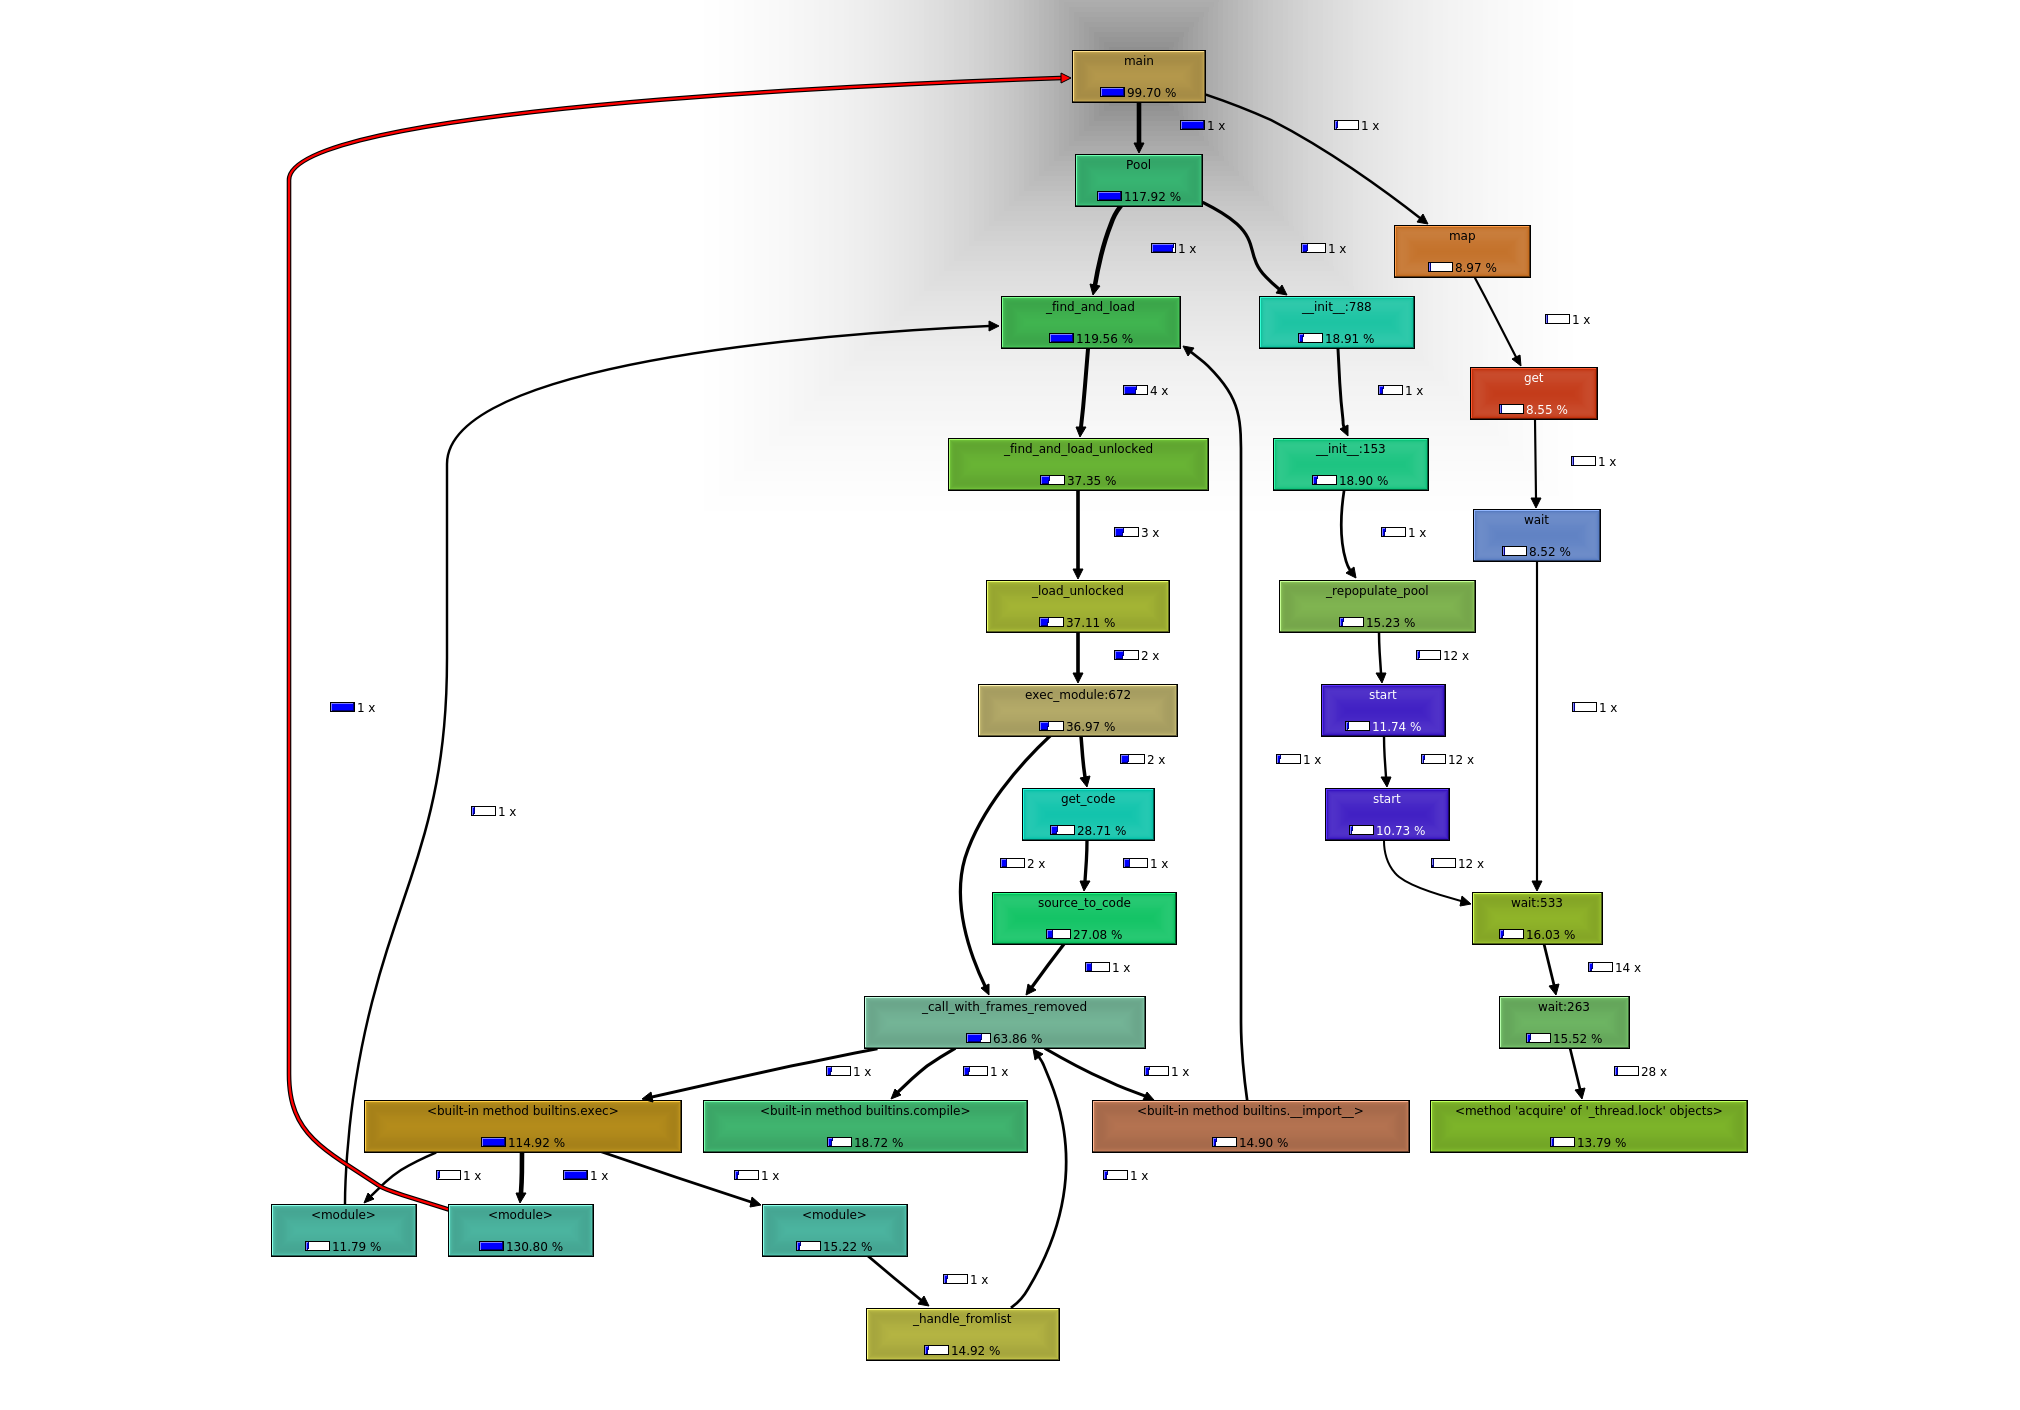 main
99.70 %
1 x
1 x
Pool
117.92 %
1 x
1 x
map
8.97 %
_find_and_load
119.56 %
__init__:788
18.91 %
1 x
get
8.55 %
4 x
1 x
_find_and_load_unlocked
37.35 %
__init__:153
18.90 %
1 x
wait
8.52 %
3 x
1 x
_load_unlocked
37.11 %
_repopulate_pool
15.23 %
2 x
12 x
exec_module:672
36.97 %
start
11.74 %
1 x
1 x
2 x
1 x
12 x
get_code
28.71 %
start
10.73 %
1 x
2 x
1 x
12 x
source_to_code
27.08 %
wait:533
16.03 %
1 x
14 x
_call_with_frames_removed
63.86 %
wait:263
15.52 %
1 x
1 x
1 x
28 x
<built-in method builtins.exec>
114.92 %
<built-in method builtins.compile>
18.72 %
<built-in method builtins.__import__>
14.90 %
<method 'acquire' of '_thread.lock' objects>
13.79 %
1 x
1 x
1 x
1 x
<module>
11.79 %
<module>
130.80 %
<module>
15.22 %
1 x
_handle_fromlist
14.92 %